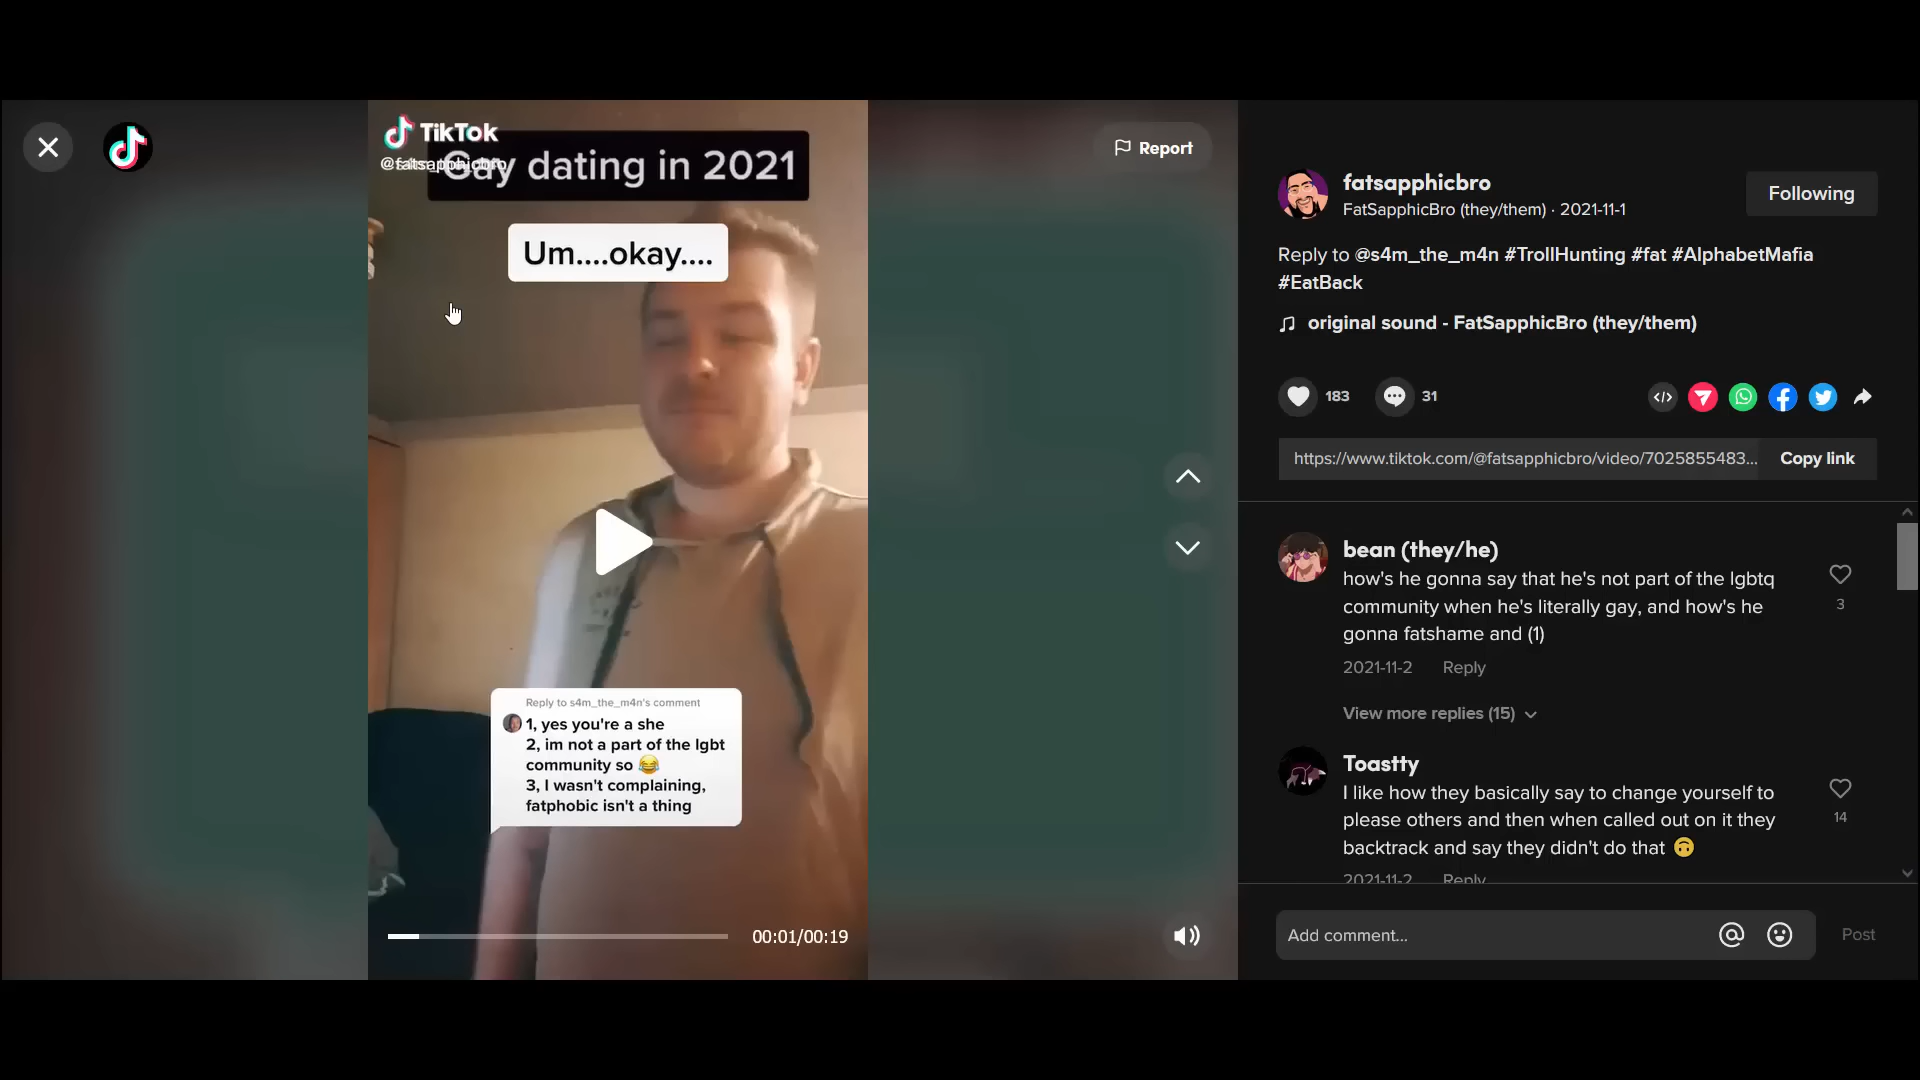 TikTok
Gay dating in 2021
Um....okay....
Reply to s4m_the_m4n's comment
1, yes you're a she
2, im not a part of the lgbt
community so 😂
3, I wasn't complaining,
fatphobic isn't a thing
00:01/00:19
Report
fatsapphicbro
FatSapphicBro (they/them) · 2021-11-1
Following
Reply to @s4m_the_m4n #TrollHunting #fat #AlphabetMafia
#EatBack
original sound - FatSapphicBro (they/them)
183
31
https://www.tiktok.com/@fatsapphicbro/video/7025855483...
Copy link
bean (they/he)
how's he gonna say that he's not part of the lgbtq
community when he's literally gay, and how's he
gonna fatshame and (1)
3
2021-11-2 Reply
View more replies (15)
Toastty
I like how they basically say to change yourself to
please others and then when called out on it they
backtrack and say they didn't do that 🙃
14
2021-11-2 Reply
Add comment...
Post